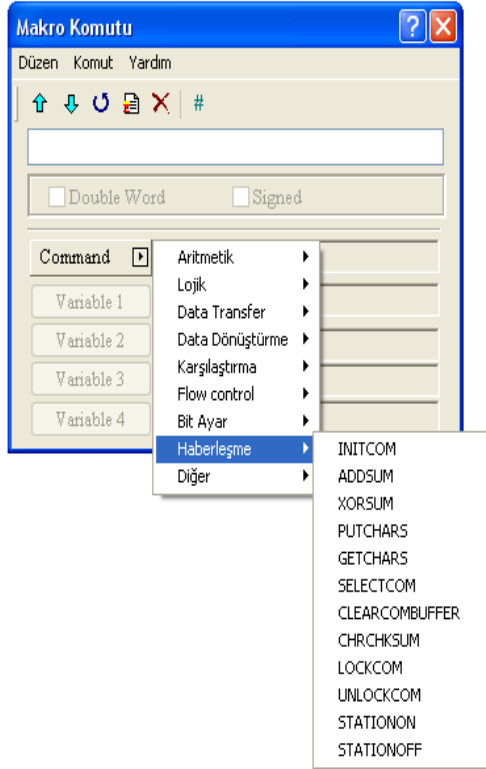 Makro Komutu
Düzen Komut Yardım
#
Double Word Signed
Command
Variable 1
Variable 2
Variable 3
Variable 4
Aritmetik
Lojik
Data Transfer
Data Dönüştürme
Karşılaştırma
Flow control
Bit Ayar
Haberleşme
Diğer
INITCOM
ADDSUM
XORSUM
PUTCHARS
GETCHARS
SELECTCOM
CLEARCOMBUFFER
CHRCHKSUM
LOCKCOM
UNLOCKCOM
STATIONON
STATIONOFF